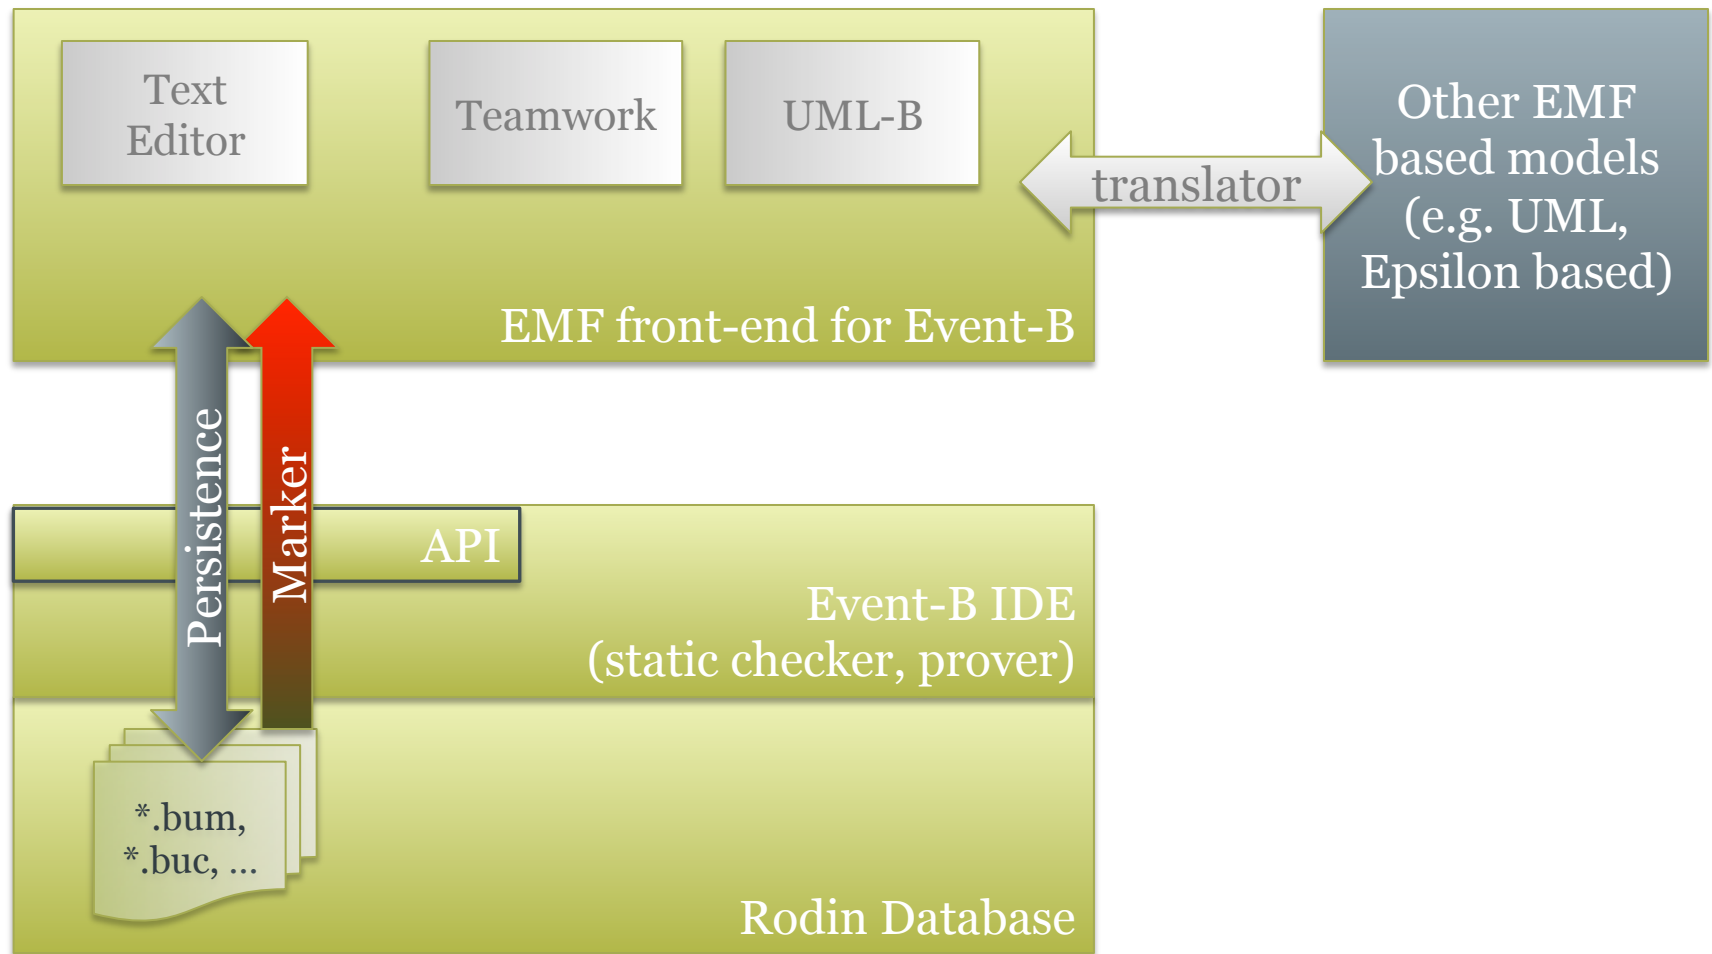 Text
Editor
Teamwork
UML-B
translator
Other EMF
based models
(e.g. UML,
Epsilon based)
EMF front-end for Event-B
Persistence
Marker
API
Event-B IDE
(static checker, prover)
*.bum,
*.buc, ...
Rodin Database